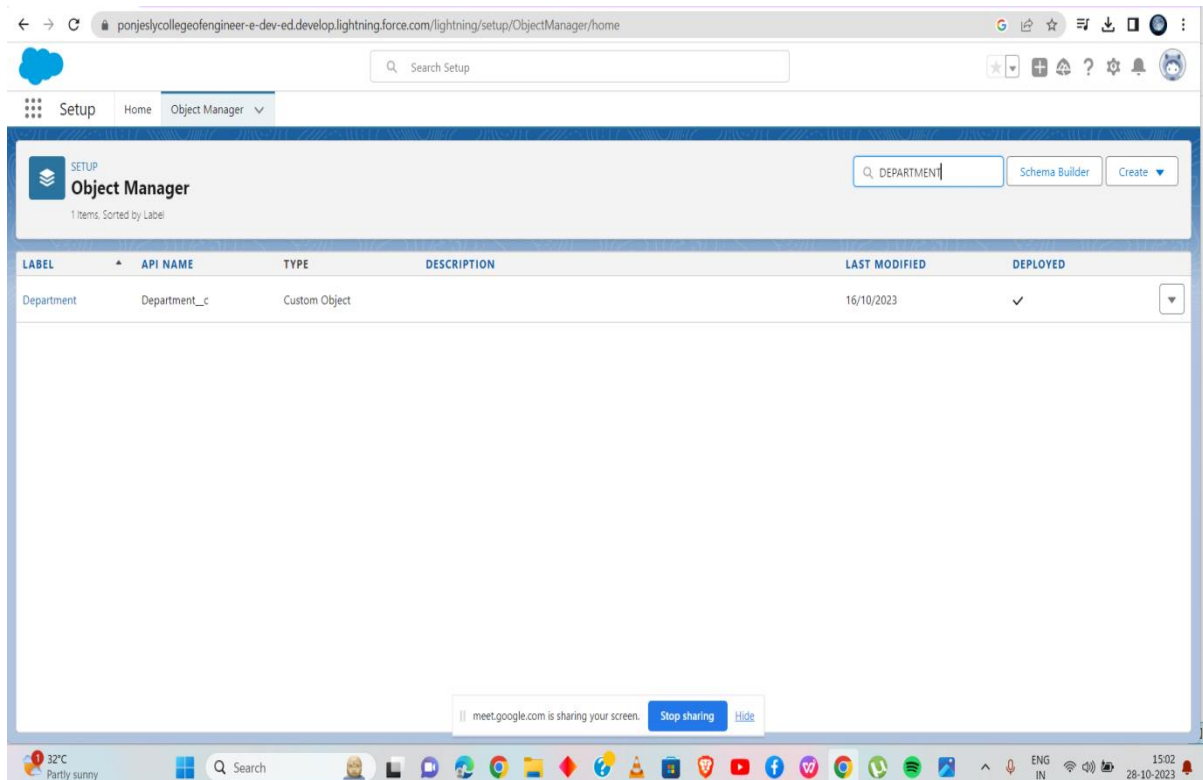 ponjeslycollegeofengineer-e-dev-ed.develop.lightning.force.com/lightning/setup/ObjectManager/home
Search Setup
Setup Home Object Manager
SETUP
Object Manager
1 Items, Sorted by Label
DEPARTMENT
Schema Builder
Create
LABEL API NAME TYPE DESCRIPTION LAST MODIFIED DEPLOYED
Department Department__c Custom Object 16/10/2023
meet.google.com is sharing your screen. Stop sharing Hide
1
32°C
Partly sunny
Search
ENG
IN
15:02
28-10-2023